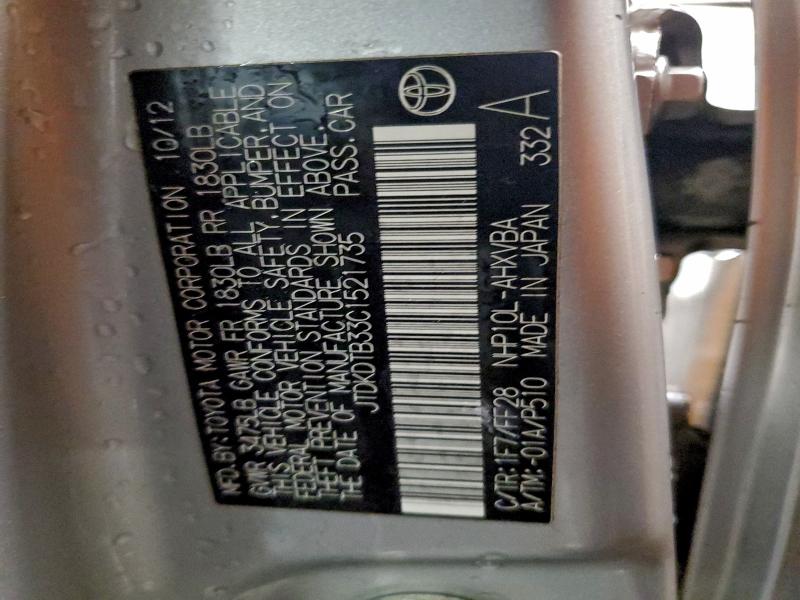 MFD. BY: TOYOTA MOTOR CORPORATION 10/12
GVWR 3475LB GAWR FR 1830LB RR 1830LB
THIS VEHICLE CONFORMS TO ALL APPLICABLE
FEDERAL MOTOR VEHICLE SAFETY, BUMPER, AND
THEFT PREVENTION STANDARDS IN EFFECT ON
THE DATE OF MANUFACTURE SHOWN ABOVE.
JTDKDTB33C1521735 PASS. CAR
C/TR: 1F7/FF28 NHP10L-AHXVBA
A/TM: -01A/P510 MADE IN JAPAN 332 A